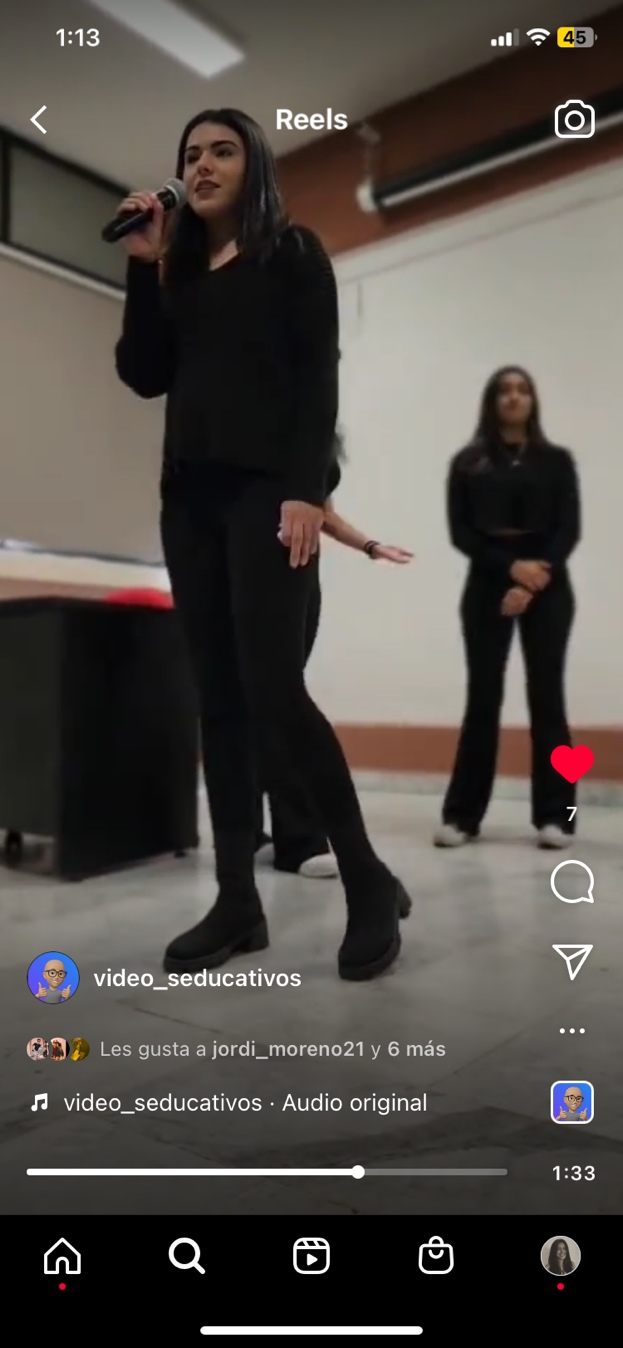 1:13
45
Reels
7
video_seducativos
Les gusta a jordi_moreno21 y 6 más
video_seducativos · Audio original
1:33